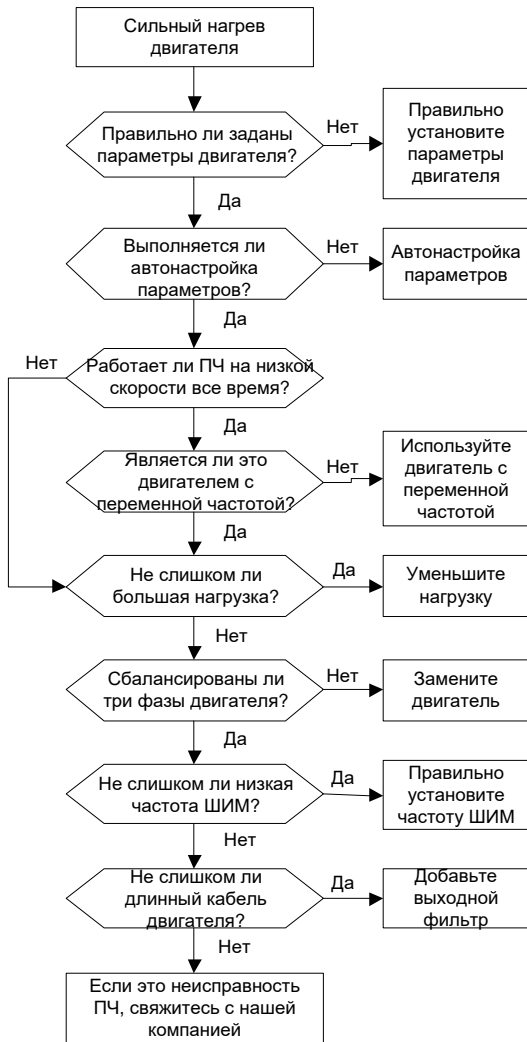 Сильный нагрев
двигателя
Правильно ли заданы
параметры двигателя?
Нет
Правильно
установите
параметры
двигателя
Да
Выполняется ли
автонастройка
параметров?
Нет
Автонастройка
параметров
Да
Нет
Работает ли ПЧ на низкой
скорости все время?
Да
Является ли это
двигателем с
переменной частотой?
Нет
Используйте
двигатель с
переменной
частотой
Да
Не слишком ли
большая нагрузка?
Да
Уменьшите
нагрузку
Нет
Сбалансированы ли
три фазы двигателя?
Нет
Замените
двигатель
Да
Не слишком ли низкая
частота ШИМ?
Да
Правильно
установите
частоту ШИМ
Нет
Не слишком ли
длинный кабель
двигателя?
Да
Добавьте
выходной
фильтр
Нет
Если это неисправность
ПЧ, свяжитесь с нашей
компанией